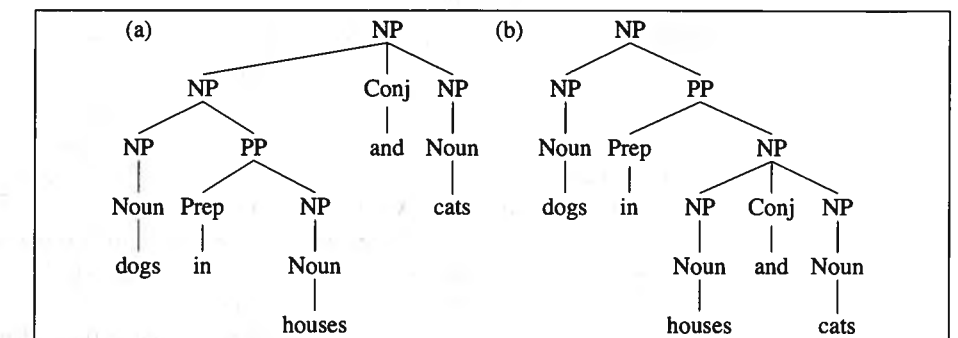 (a) NP (b) NP
NP Conj NP NP PP
NP PP and Noun Noun Prep NP
Noun Prep NP cats dogs in NP Conj NP
dogs in Noun Noun and Noun
houses houses cats